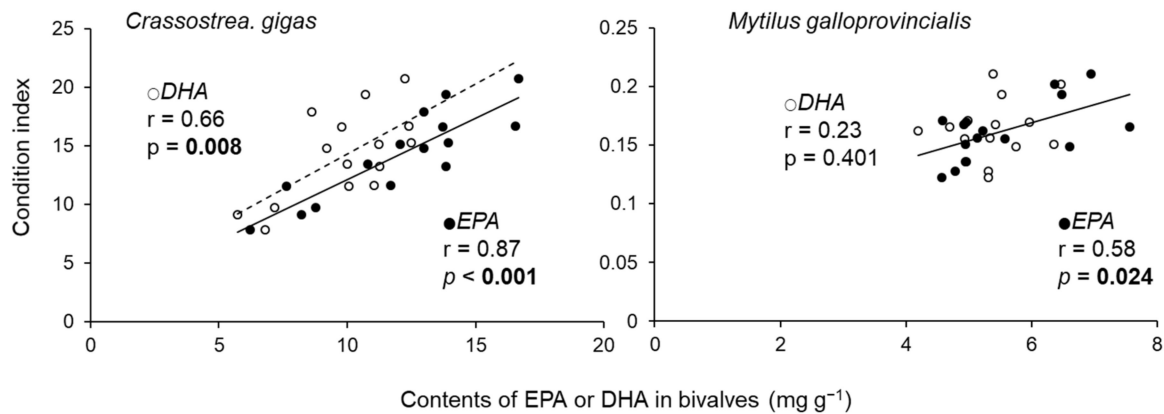 Crassostrea. gigas
Condition index
25
20
15
10
5
0
0
5
10
15
20
○DHA
r = 0.66
p = 0.008
●EPA
r = 0.87
p < 0.001
Mytilus galloprovincialis
0.25
0.2
0.15
0.1
0.05
0
0
2
4
6
8
○DHA
r = 0.23
p = 0.401
●EPA
r = 0.58
p = 0.024
Contents of EPA or DHA in bivalves (mg g⁻¹)